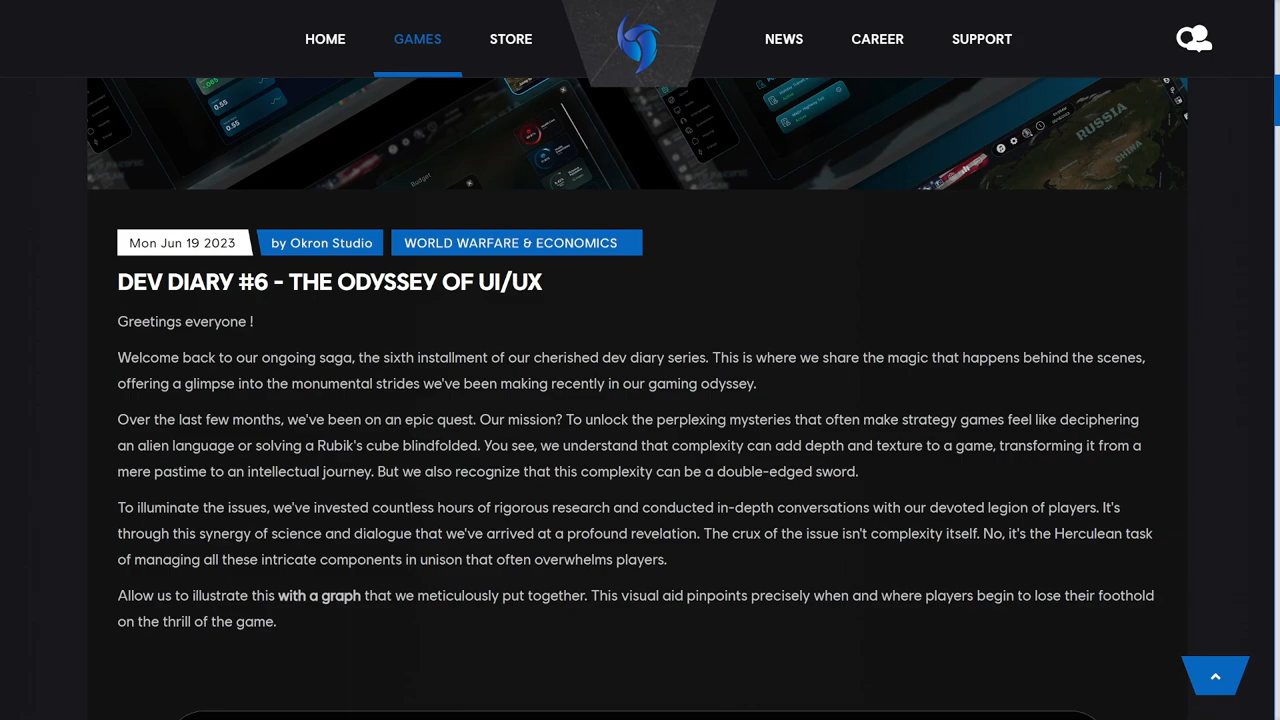 HOME GAMES STORE NEWS CAREER SUPPORT
0.55
0.55
Budget
RUSSIA
CHINA
Mon Jun 19 2023 by Okron Studio WORLD WARFARE & ECONOMICS
DEV DIARY #6 - THE ODYSSEY OF UI/UX
Greetings everyone !
Welcome back to our ongoing saga, the sixth installment of our cherished dev diary series. This is where we share the magic that happens behind the scenes,
offering a glimpse into the monumental strides we've been making recently in our gaming odyssey.
Over the last few months, we've been on an epic quest. Our mission? To unlock the perplexing mysteries that often make strategy games feel like deciphering
an alien language or solving a Rubik's cube blindfolded. You see, we understand that complexity can add depth and texture to a game, transforming it from a
mere pastime to an intellectual journey. But we also recognize that this complexity can be a double-edged sword.
To illuminate the issues, we've invested countless hours of rigorous research and conducted in-depth conversations with our devoted legion of players. It's
through this synergy of science and dialogue that we've arrived at a profound revelation. The crux of the issue isn't complexity itself. No, it's the Herculean task
of managing all these intricate components in unison that often overwhelms players.
Allow us to illustrate this with a graph that we meticulously put together. This visual aid pinpoints precisely when and where players begin to lose their foothold
on the thrill of the game.